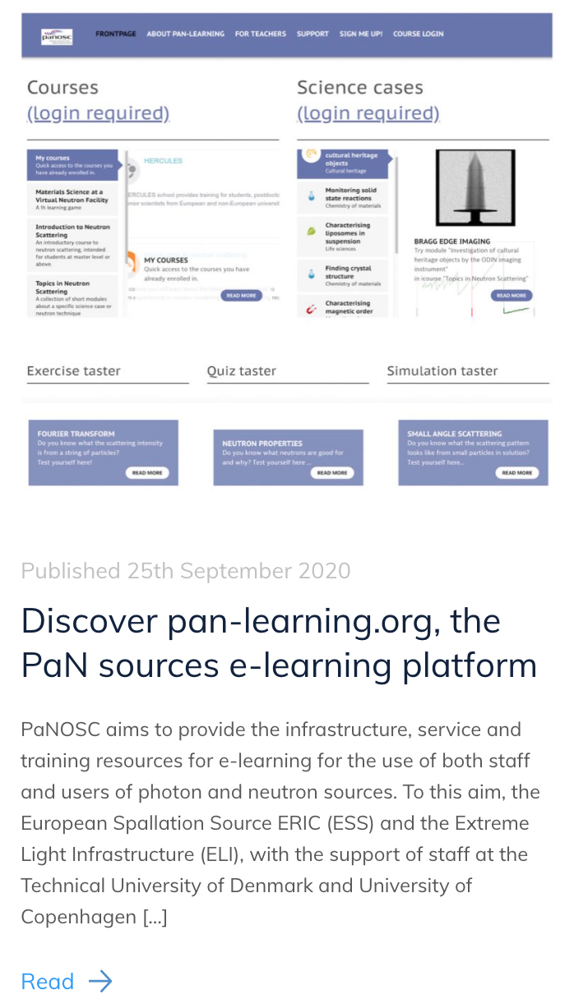 panosc
FRONTPAGE ABOUT PAN-LEARNING FOR TEACHERS SUPPORT SIGN ME UP! COURSE LOGIN
Courses
(login required)
My courses
Quick access to the courses you
have already enrolled in.
Materials Science at a
Virtual Neutron Facility
A th learning game
Introduction to Neutron
Scattering
An introductory course to
neutron scattering, intended
for students at master level or
above.
Topics in Neutron
Scattering
A collection of short modules
about a specific science case or
neutron technique
HERCULES
ERCULES school provides training for students, postdocto
nior scientists from European and non-European universit
MY COURSES
Quick access to the courses you have
already enrolled in.
READ MORE
Science cases
(login required)
cultural heritage
objects
Cultural heritage
Monitoring solid
state reactions
Chemistry of materials
Characterising
liposomes in
suspension
Life sciences
Finding crystal
structure
Chemistry of materials
Characterising
magnetic order
BRAGG EDGE IMAGING
Try module "Investigation of cultural
heritage objects by the ODIN imaging
instrument"
in icourse "Topics in Neutron Scattering"
READ MORE
Exercise taster
Quiz taster
Simulation taster
FOURIER TRANSFORM
Do you know what the scattering intensity
is from a string of particles?
Test yourself here!
READ MORE
NEUTRON PROPERTIES
Do you know what neutrons are good for
and why? Test yourself here ...
READ MORE
SMALL ANGLE SCATTERING
Do you know what the scattering pattern
looks like from small particles in solution?
Test yourself here...
READ MORE
Published 25th September 2020
Discover pan-learning.org, the
PaN sources e-learning platform
PaNOSC aims to provide the infrastructure, service and
training resources for e-learning for the use of both staff
and users of photon and neutron sources. To this aim, the
European Spallation Source ERIC (ESS) and the Extreme
Light Infrastructure (ELI), with the support of staff at the
Technical University of Denmark and University of
Copenhagen [...]
Read